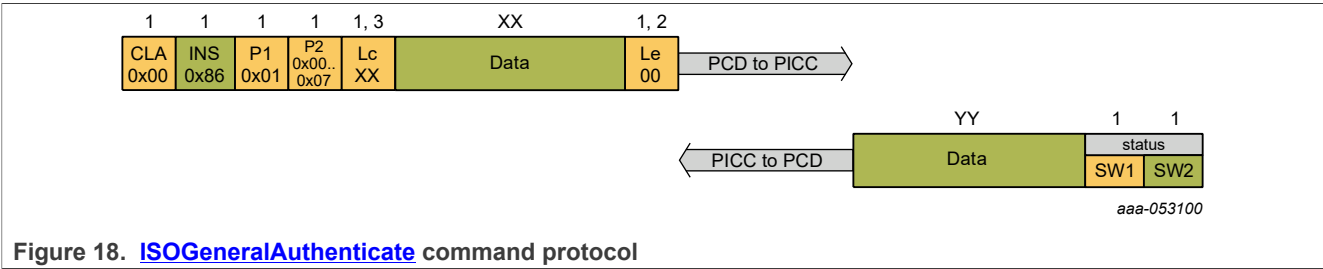 1 1 1 1 1, 3 XX 1, 2
CLA 0x00 INS 0x86 P1 0x01 P2 0x00.. 0x07 Lc XX Data Le 00 PCD to PICC
YY 1 1
PICC to PCD Data status SW1 SW2
aaa-053100
Figure 18. ISOGeneralAuthenticate command protocol